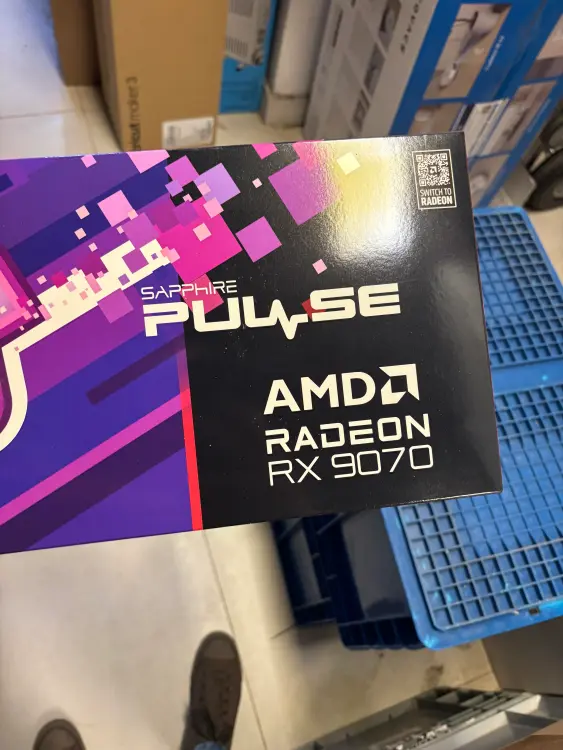 SWITCH TO
RADEON
SAPPHIRE
PULSE
AMD
RADEON
RX 9070